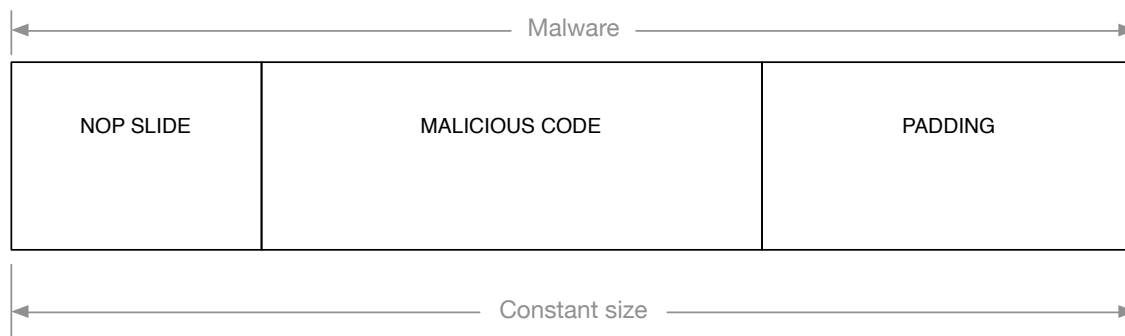 Malware
NOP SLIDE
MALICIOUS CODE
PADDING
Constant size